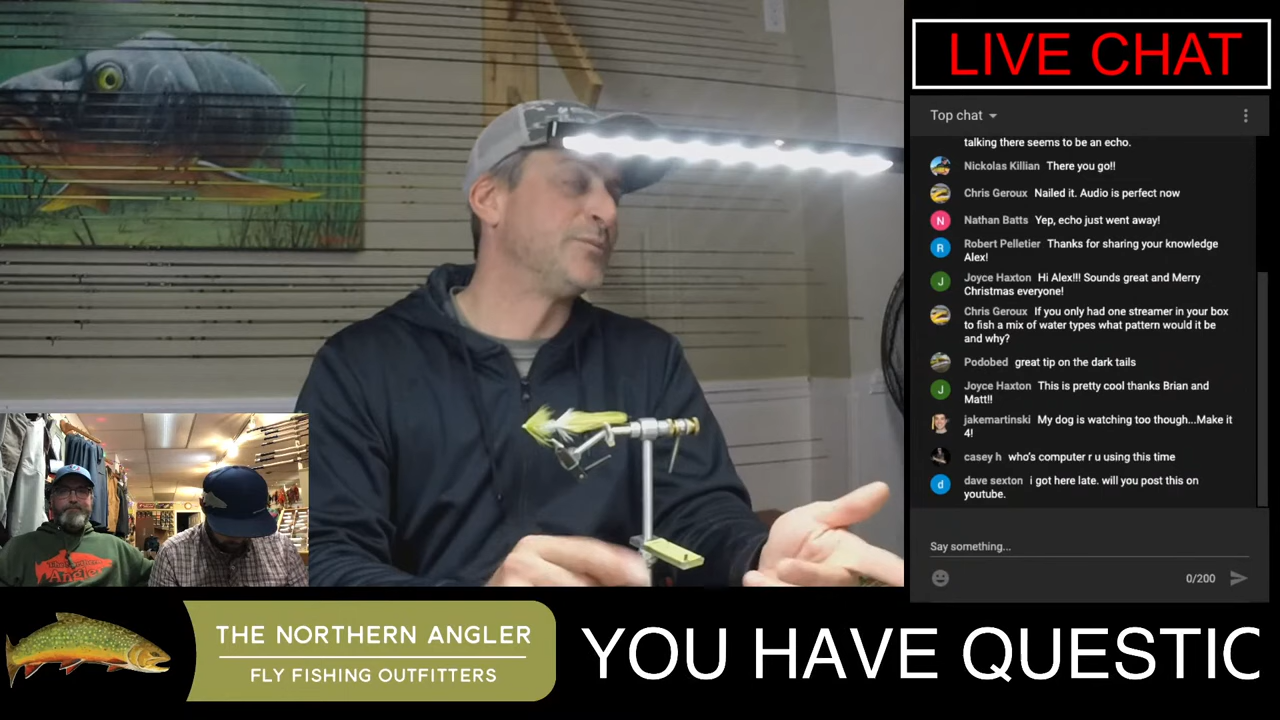 LIVE CHAT
Top chat
talking there seems to be an echo.
Nickolas Killian There you go!!
Chris Geroux Nailed it. Audio is perfect now
N
Nathan Batts Yep, echo just went away!
R
Robert Pelletier Thanks for sharing your knowledge
Alex!
J
Joyce Haxton Hi Alex!!! Sounds great and Merry
Christmas everyone!
Chris Geroux If you only had one streamer in your box
to fish a mix of water types what pattern would it be
and why?
Podobed great tip on the dark tails
J
Joyce Haxton This is pretty cool thanks Brian and
Matt!!
jakemartinski My dog is watching too though...Make it
4!
casey h who's computer r u using this time
d
dave sexton i got here late. will you post this on
youtube.
Say something...
0/200
Angler
THE NORTHERN ANGLER
FLY FISHING OUTFITTERS
YOU HAVE QUESTIC